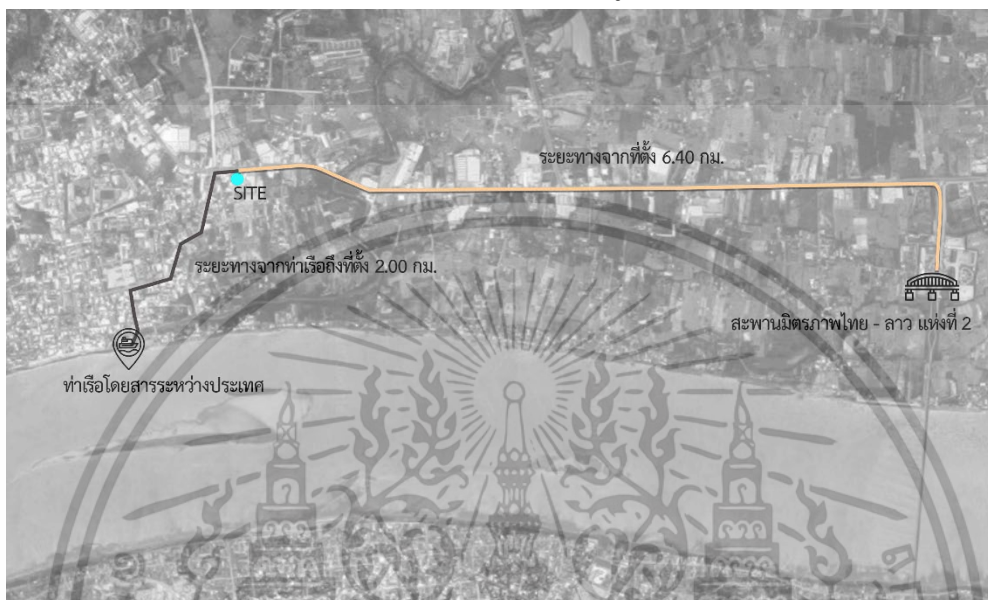 ระยะทางจากที่ตั้ง 6.40 กม.
SITE
ระยะทางจากท่าเรือถึงที่ตั้ง 2.00 กม.
สะพานมิตรภาพไทย - ลาว แห่งที่ 2
ท่าเรือโดยสารระหว่างประเทศ